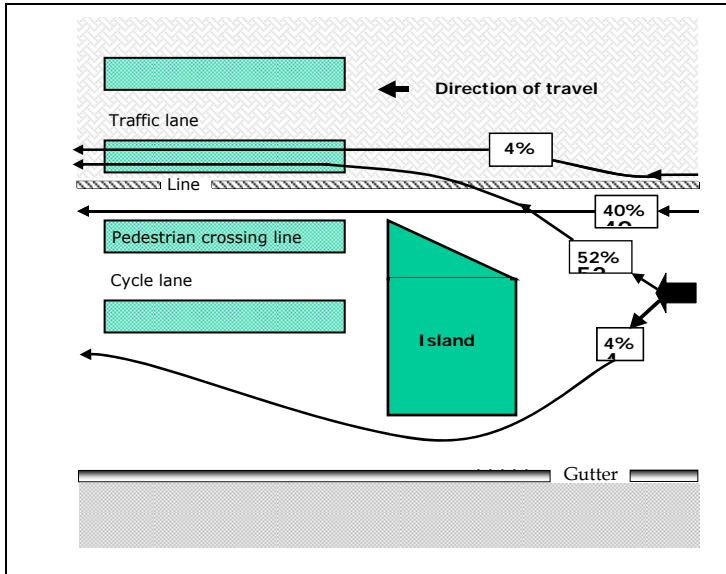 Direction of travel
Traffic lane
4%
Line
40%
Pedestrian crossing line
52%
Cycle lane
Island
4%
Gutter